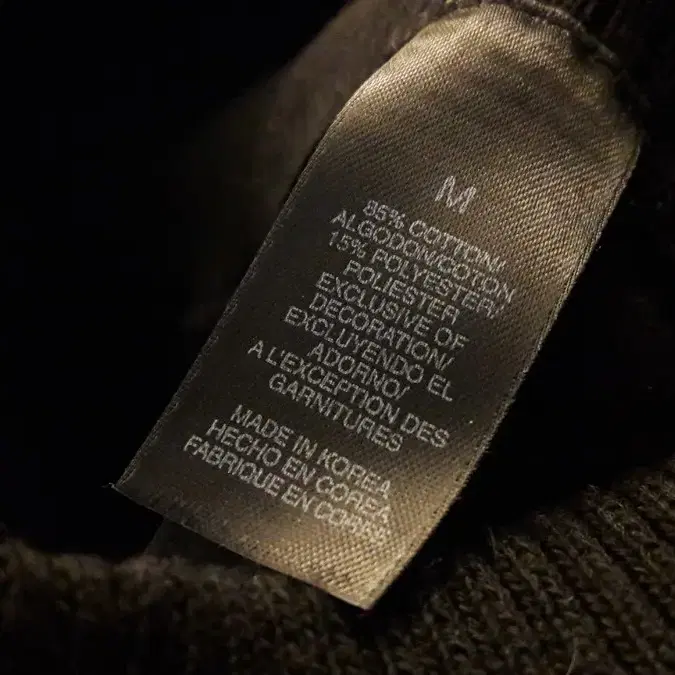 M
85% COTTON/
ALGODON/COTON
15% POLYESTER/
POLIESTER
EXCLUSIVE OF
DECORATION/
EXCLUYENDO EL
ADORNO/
A L'EXCEPTION DES
GARNITURES
MADE IN KOREA
HECHO EN COREA
FABRIQUE EN